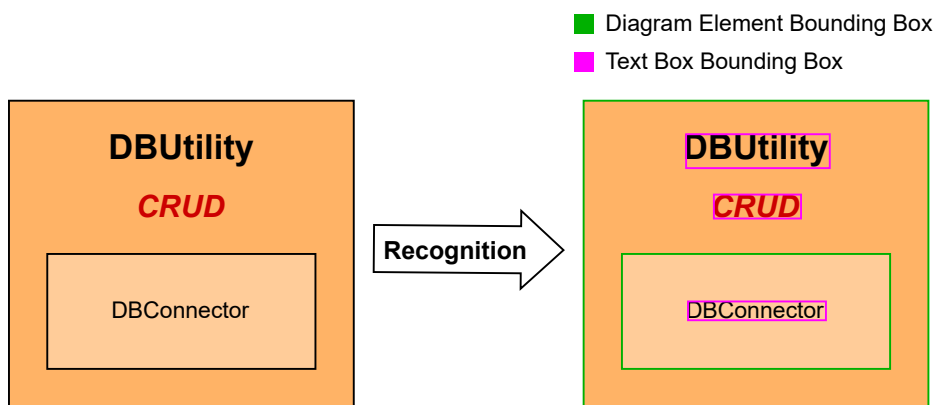 Diagram Element Bounding Box
Text Box Bounding Box
DBUtility
CRUD
DBConnector
Recognition
DBUtility
CRUD
DBConnector